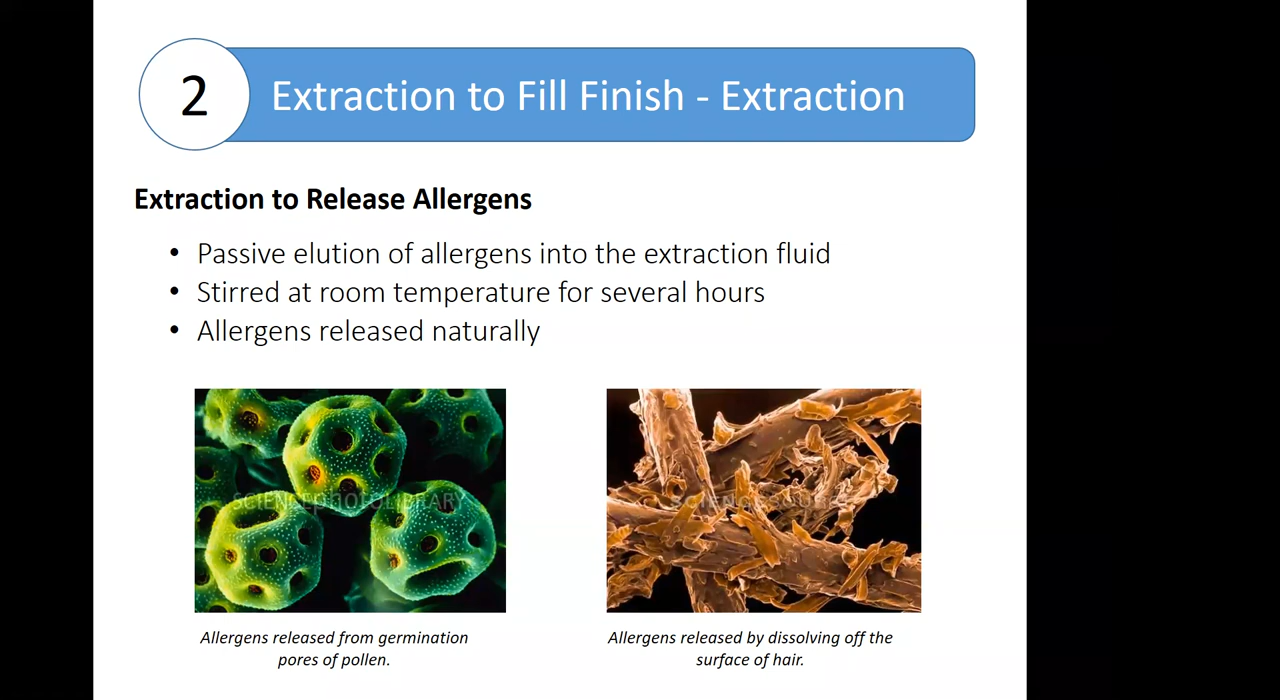 2
Extraction to Fill Finish - Extraction
Extraction to Release Allergens
• Passive elution of allergens into the extraction fluid
• Stirred at room temperature for several hours
• Allergens released naturally
SCIENCEPHOTOLIBRARY
Allergens released from germination
pores of pollen.
Allergens released by dissolving off the
surface of hair.